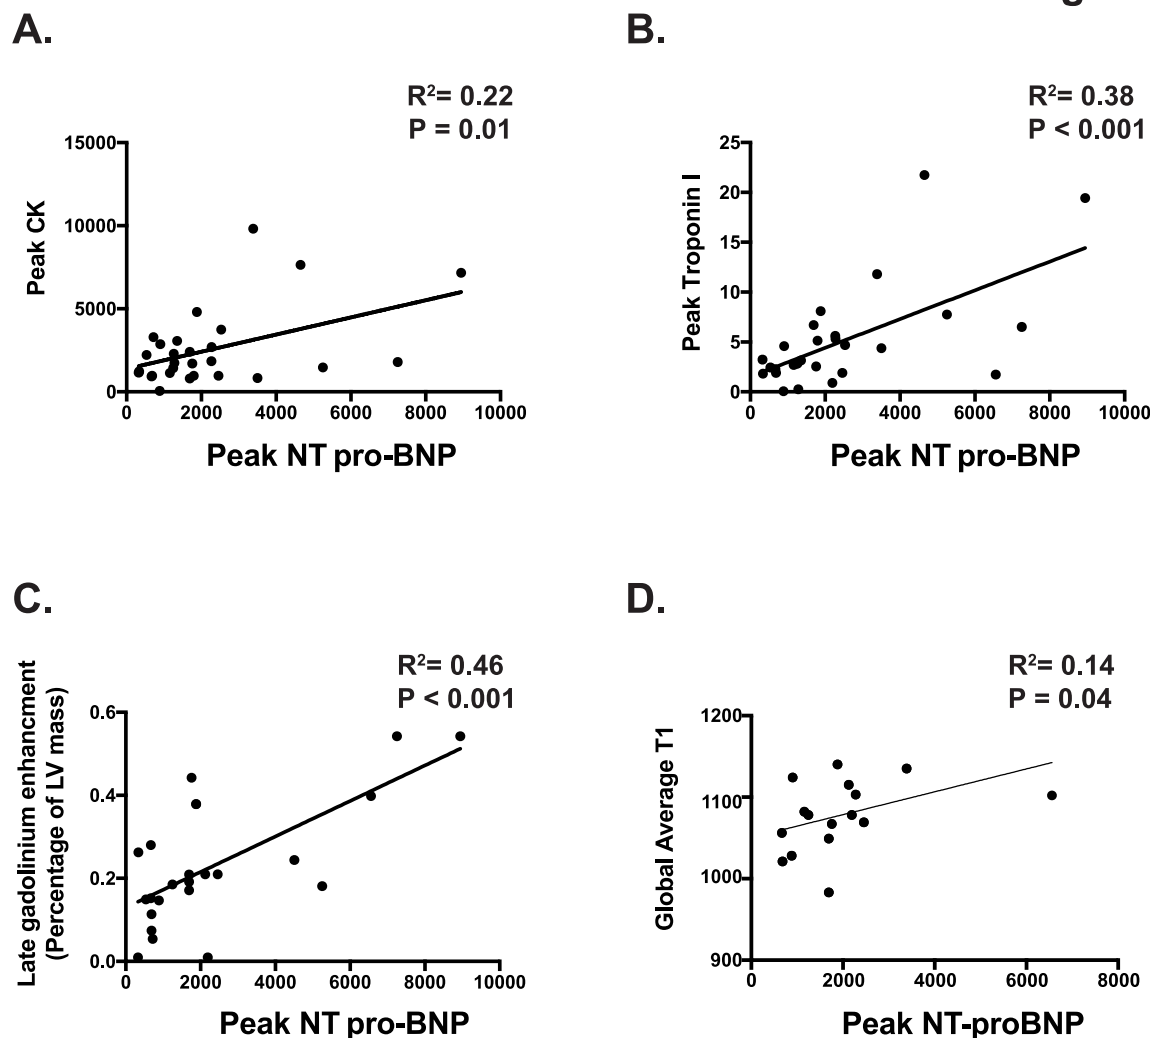 g
A.
R²= 0.22
P = 0.01
15000
10000
5000
0
Peak CK
0 2000 4000 6000 8000 10000
Peak NT pro-BNP
B.
R²= 0.38
P < 0.001
25
20
15
10
5
0
Peak Troponin I
0 2000 4000 6000 8000 10000
Peak NT pro-BNP
C.
R²= 0.46
P < 0.001
0.6
0.4
0.2
0.0
Late gadolinium enhancment
(Percentage of LV mass)
0 2000 4000 6000 8000 10000
Peak NT pro-BNP
D.
R²= 0.14
P = 0.04
1200
1100
1000
900
Global Average T1
0 2000 4000 6000 8000
Peak NT-proBNP